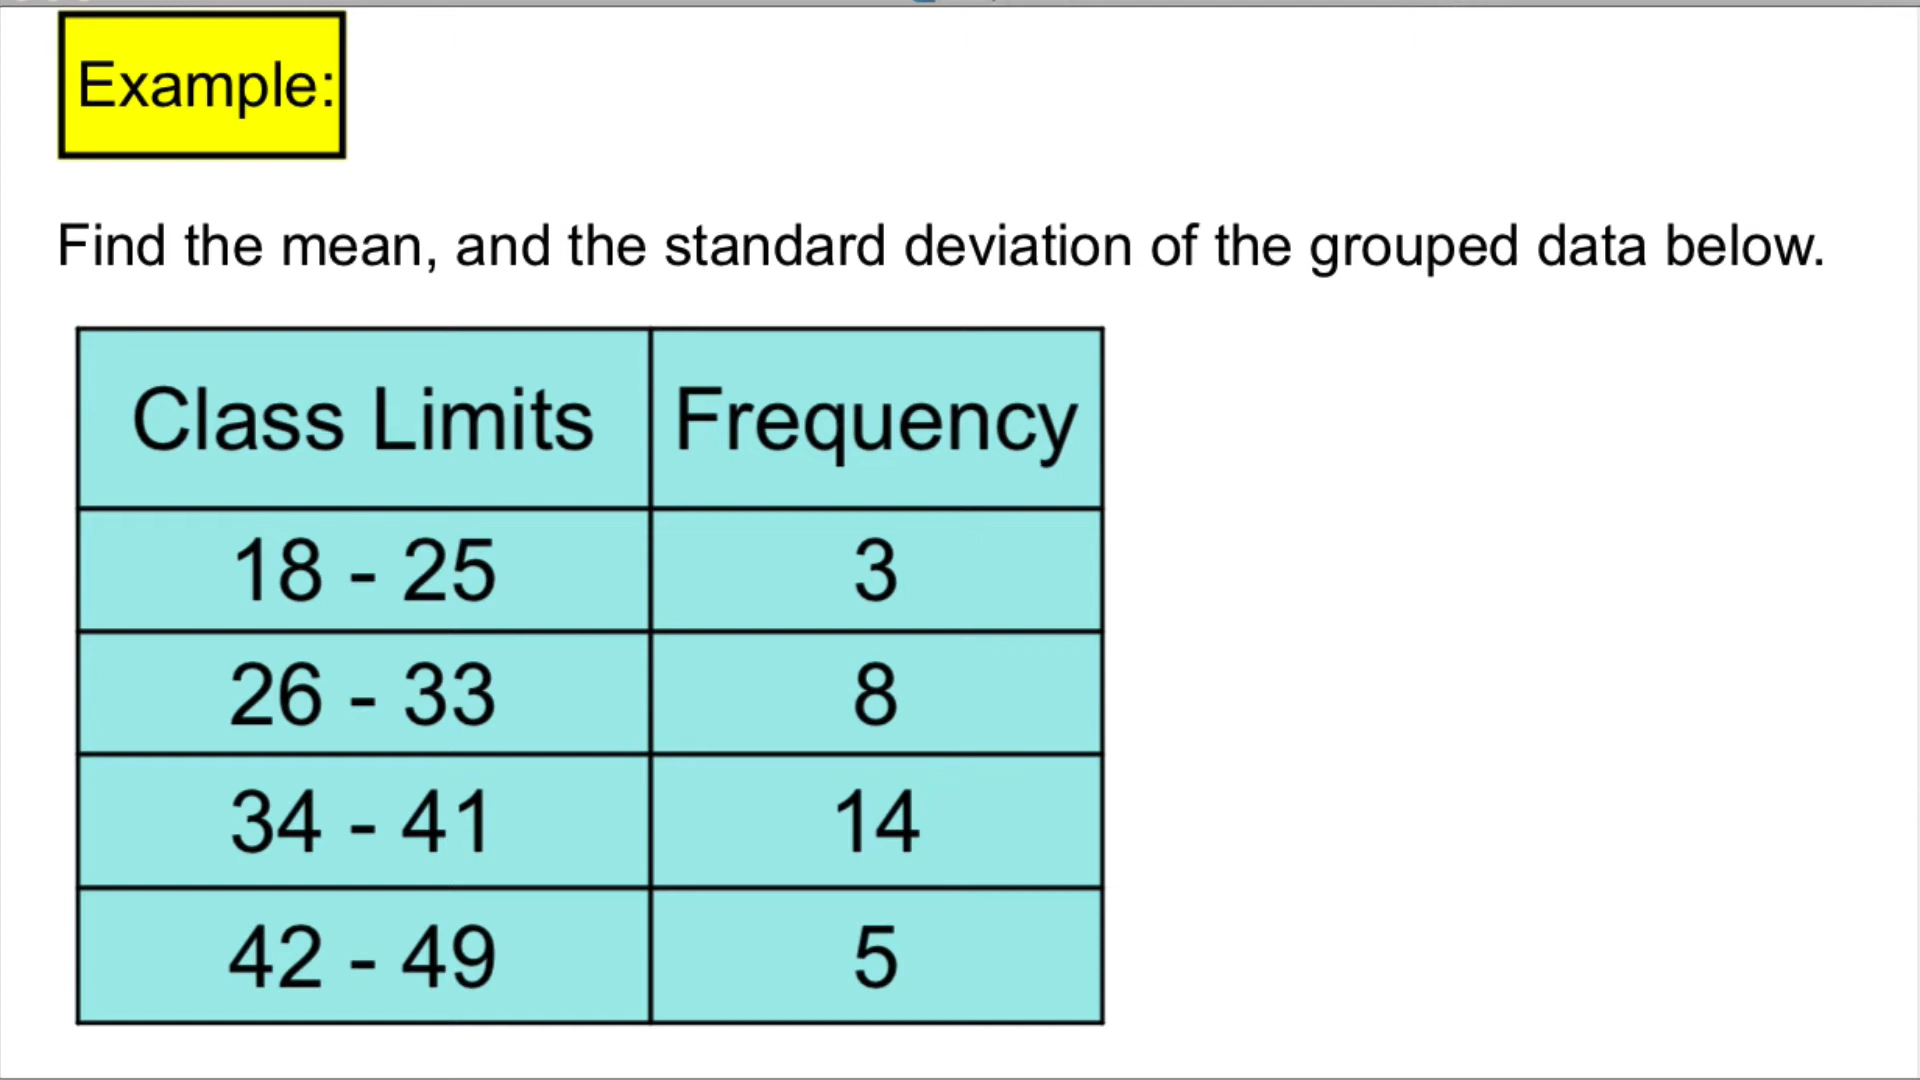 Example:
Find the mean, and the standard deviation of the grouped data below.
Class Limits Frequency
18 - 25 3
26 - 33 8
34 - 41 14
42 - 49 5